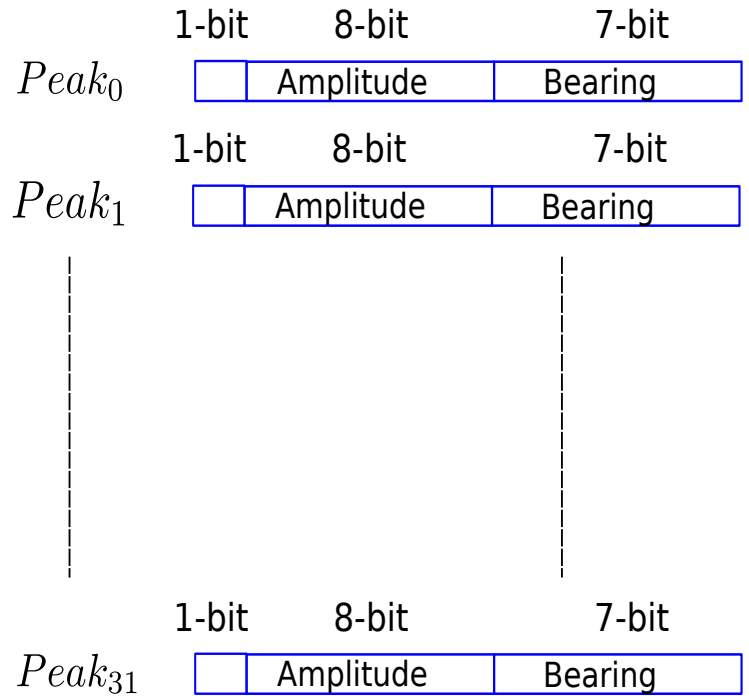 1-bit 8-bit 7-bit
Peak₀ Amplitude Bearing
1-bit 8-bit 7-bit
Peak₁ Amplitude Bearing
1-bit 8-bit 7-bit
Peak₃₁ Amplitude Bearing